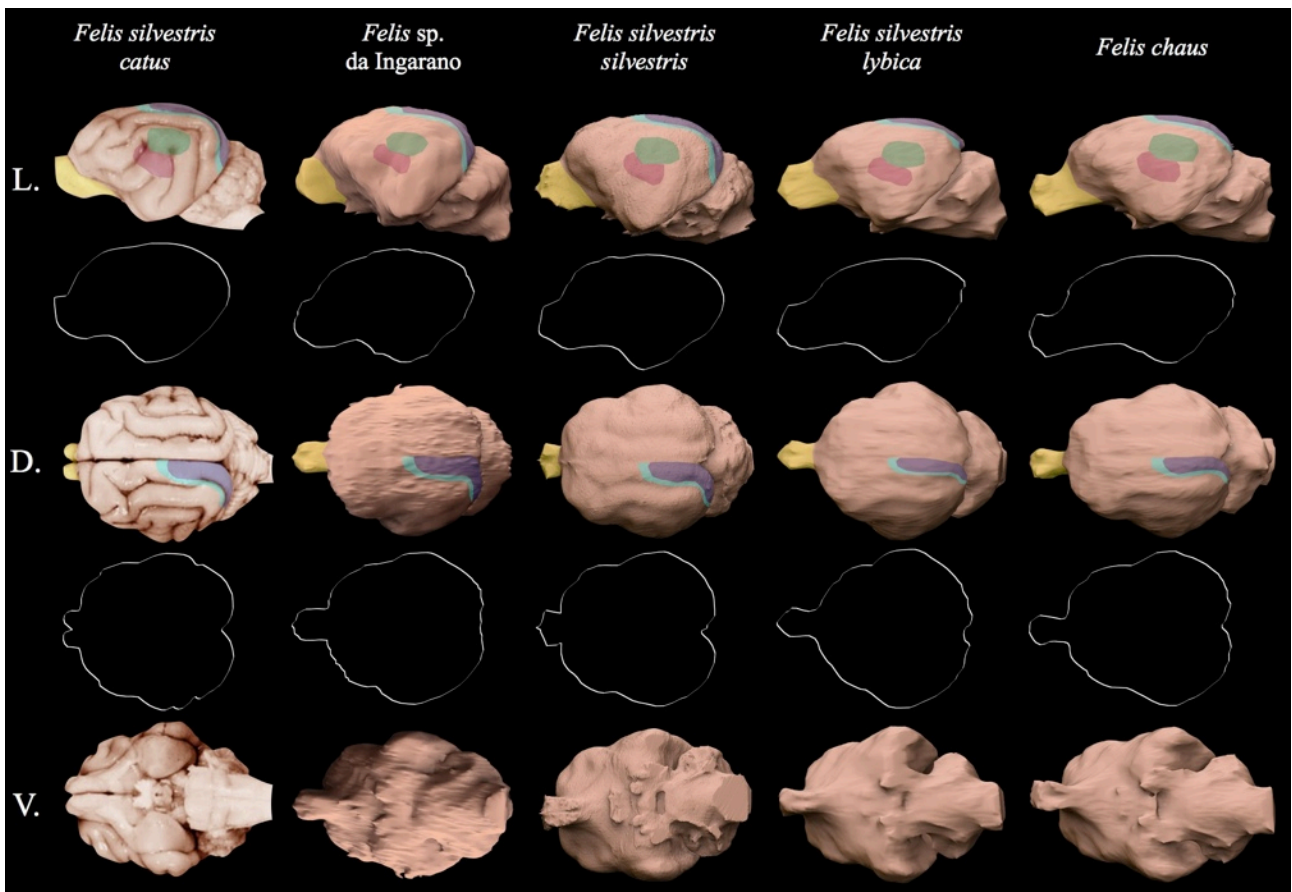 Felis silvestris
catus
Felis sp.
da Ingarano
Felis silvestris
silvestris
Felis silvestris
lybica
Felis chaus
L.
D.
V.